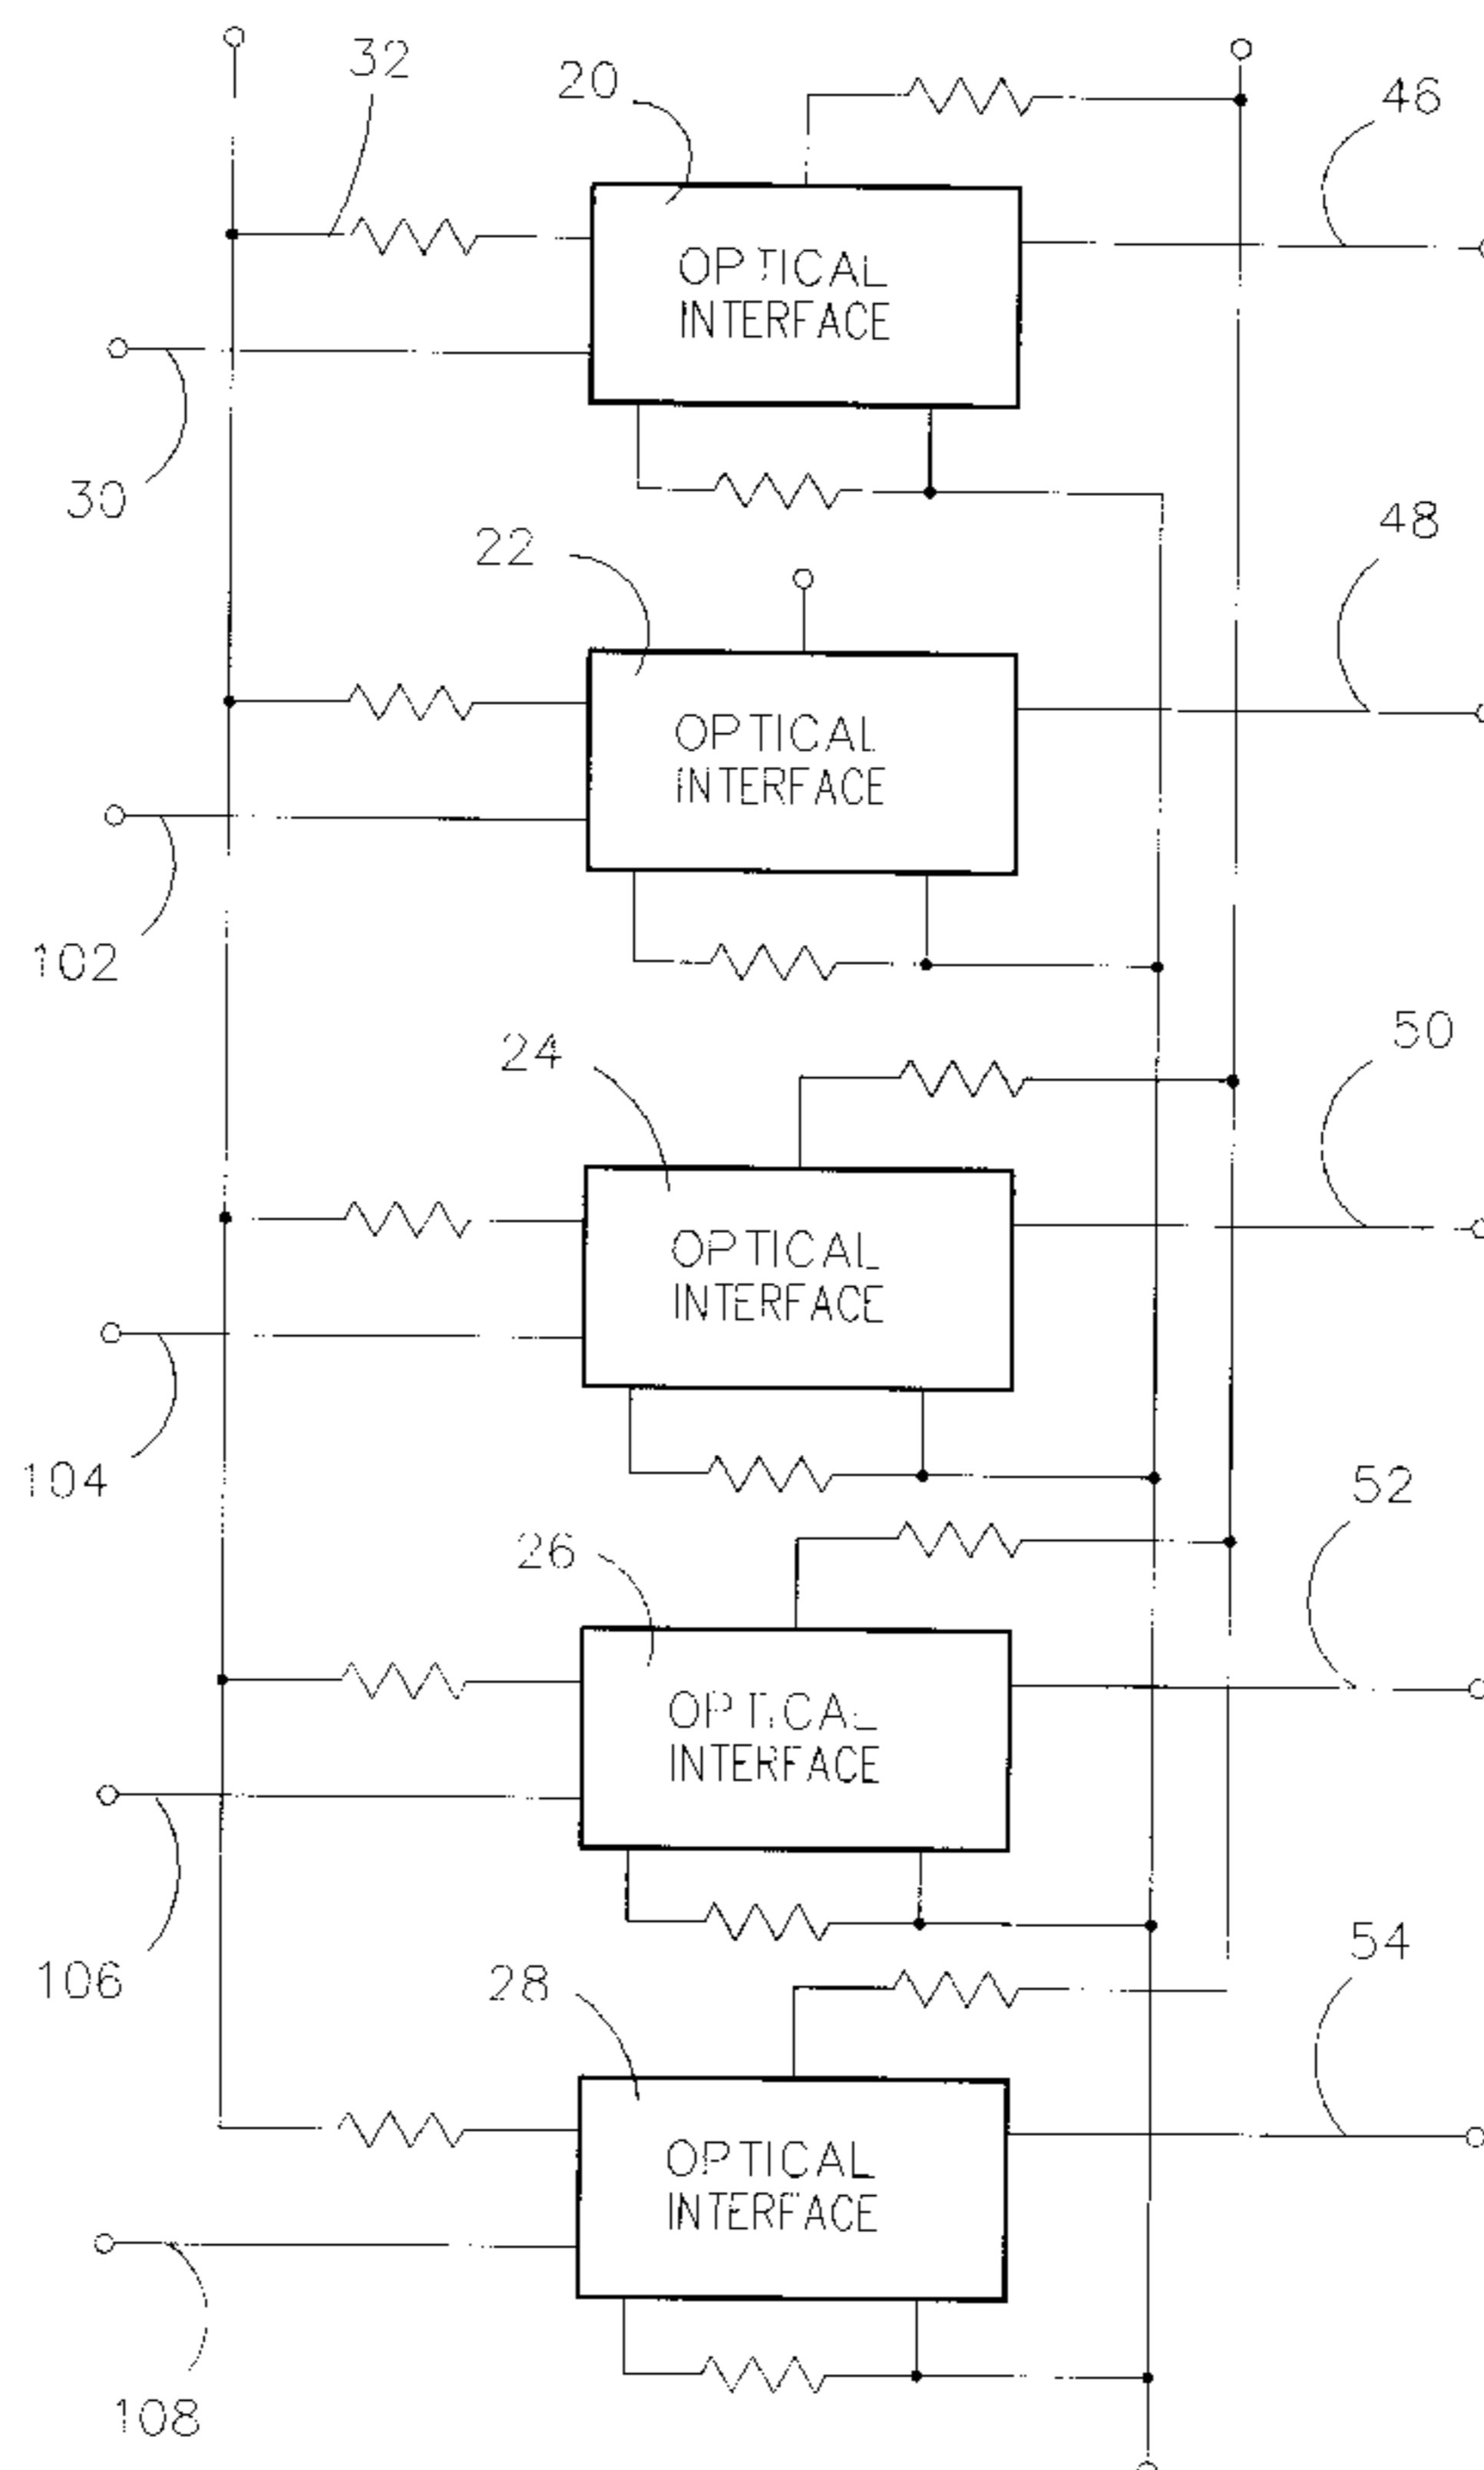 32
20
46
OPTICAL
INTERFACE
30
48
22
OPTICAL
INTERFACE
102
50
24
OPTICAL
INTERFACE
104
52
26
OPTICAL
INTERFACE
106
54
28
OPTICAL
INTERFACE
108